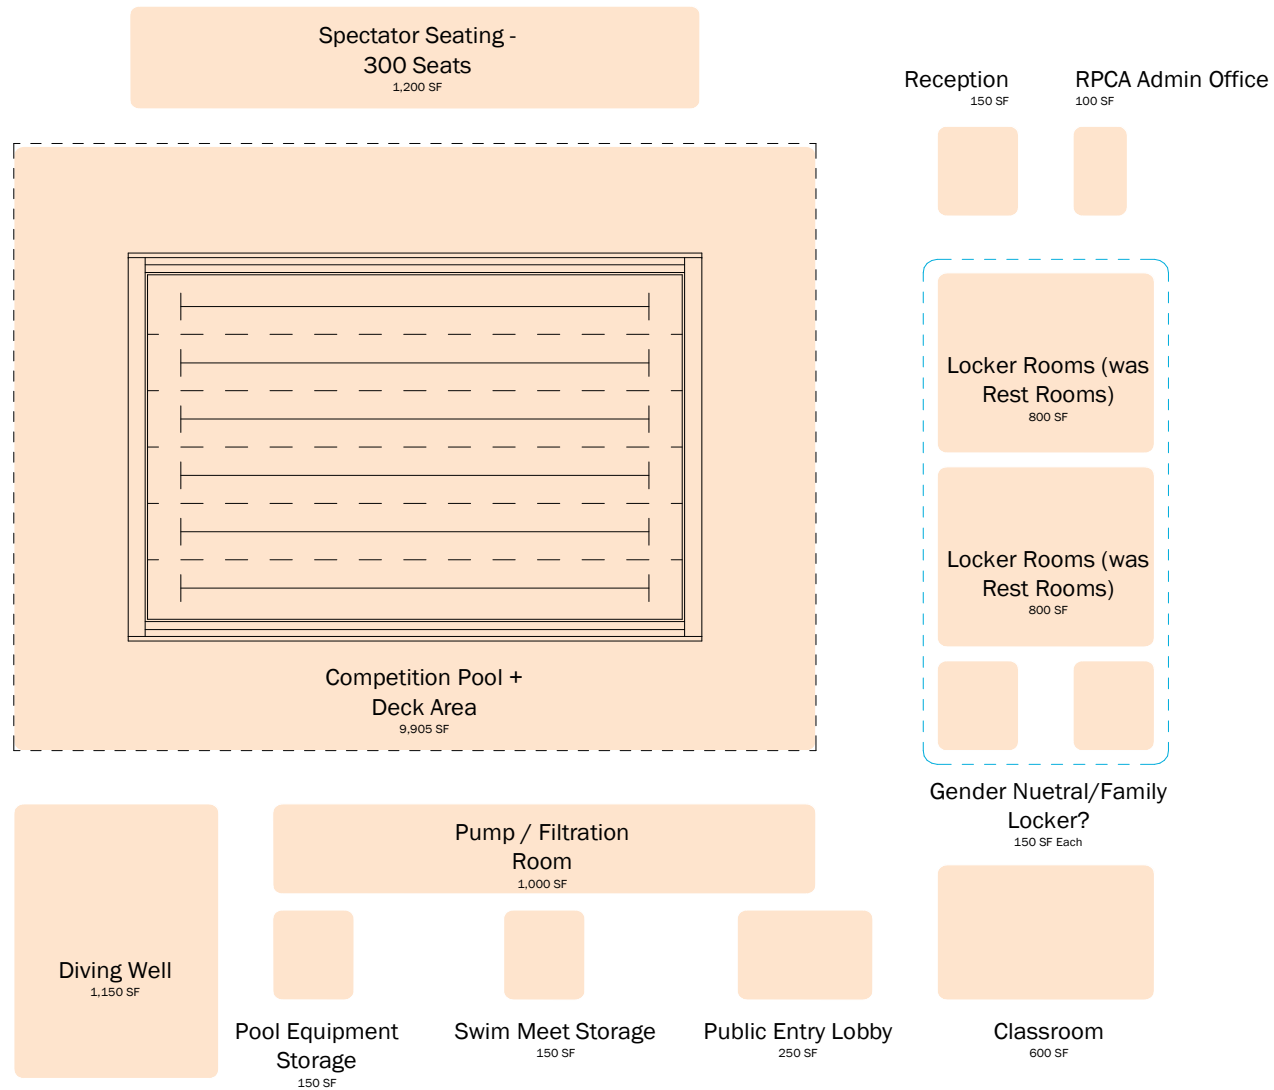 Spectator Seating -
300 Seats
1,200 SF
Reception
150 SF
RPCA Admin Office
100 SF
Locker Rooms (was
Rest Rooms)
800 SF
Locker Rooms (was
Rest Rooms)
800 SF
Competition Pool +
Deck Area
9,905 SF
Gender Nuetral/Family
Locker?
150 SF Each
Pump / Filtration
Room
1,000 SF
Diving Well
1,150 SF
Pool Equipment
Storage
150 SF
Swim Meet Storage
150 SF
Public Entry Lobby
250 SF
Classroom
600 SF